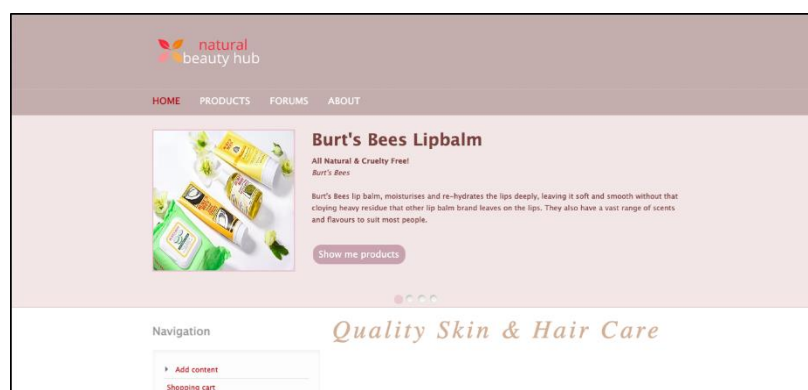 natural
beauty hub
HOME PRODUCTS FORUMS ABOUT
Burt's Bees Lipbalm
All Natural & Cruelty Free!
Burt's Bees
Burt's Bees lip balm, moisturises and re-hydrates the lips deeply, leaving it soft and smooth without that
cloying heavy residue that other lip balm brand leaves on the lips. They also have a vast range of scents
and flavours to suit most people.
Show me products
Navigation
Quality Skin & Hair Care
Add content
Shopping cart